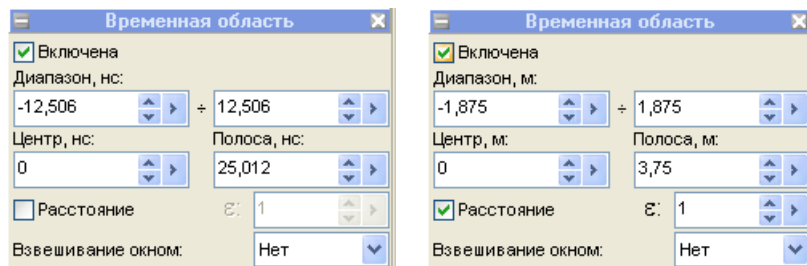 Временная область
Включена
Диапазон, нс:
-12,506 ÷ 12,506
Центр, нс: Полоса, нс:
0 25,012
Расстояние ε: 1
Взвешивание окном: Нет
Временная область
Включена
Диапазон, м:
-1,875 ÷ 1,875
Центр, м: Полоса, м:
0 3,75
Расстояние ε: 1
Взвешивание окном: Нет